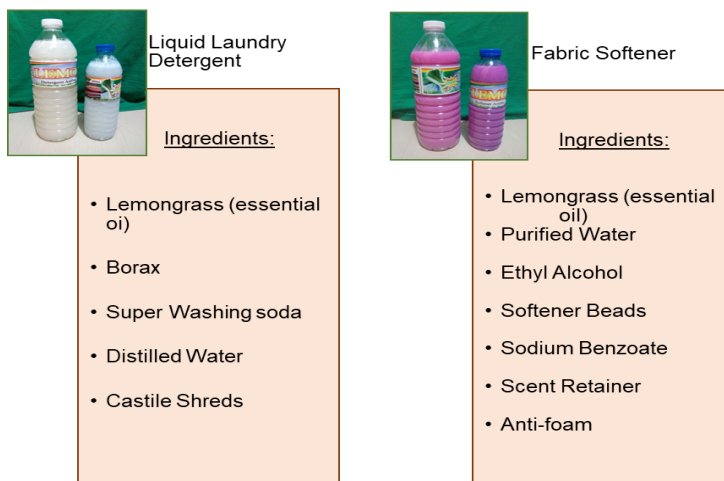 Liquid Laundry
Detergent
Ingredients:
• Lemongrass (essential
oi)
• Borax
• Super Washing soda
• Distilled Water
• Castile Shreds
Fabric Softener
Ingredients:
• Lemongrass (essential
oil)
• Purified Water
• Ethyl Alcohol
• Softener Beads
• Sodium Benzoate
• Scent Retainer
• Anti-foam